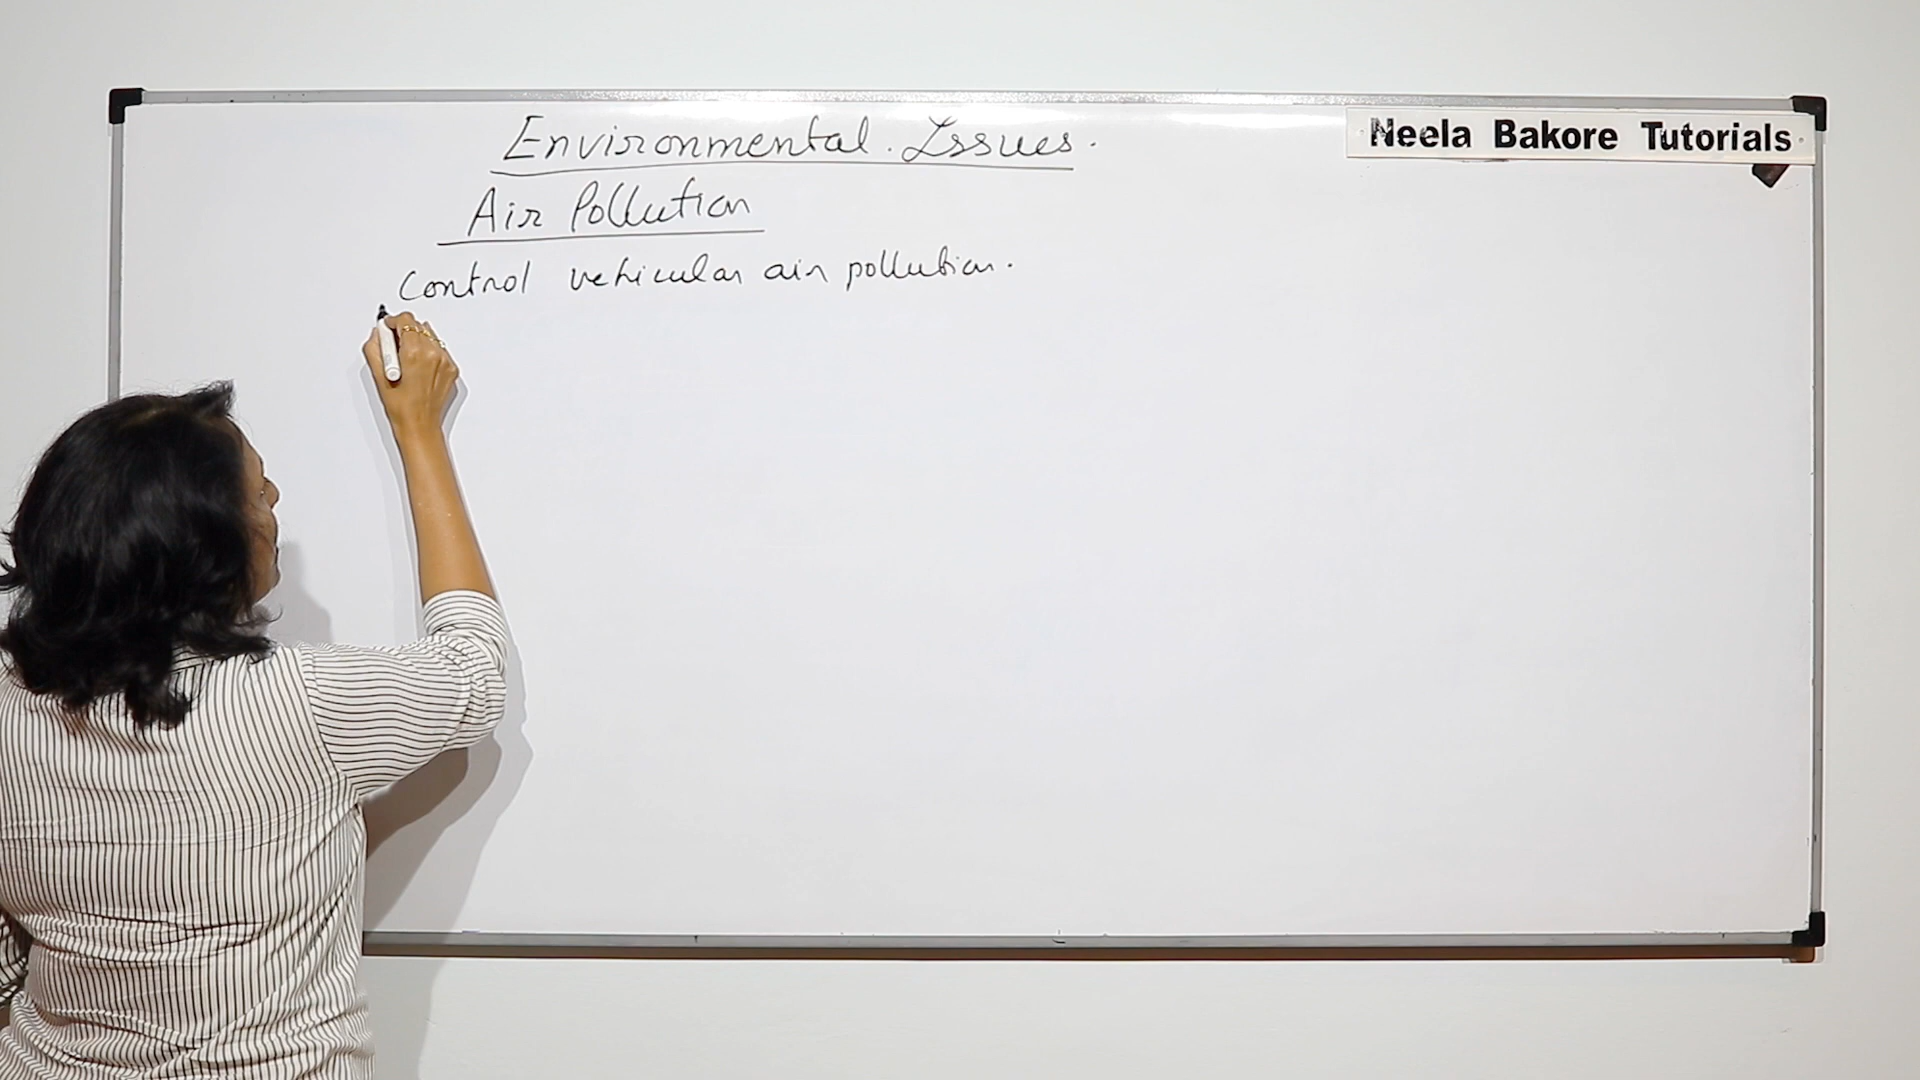 Environmental Issues.
Neela Bakore Tutorials
Air Pollution
Control vehicular air pollution.